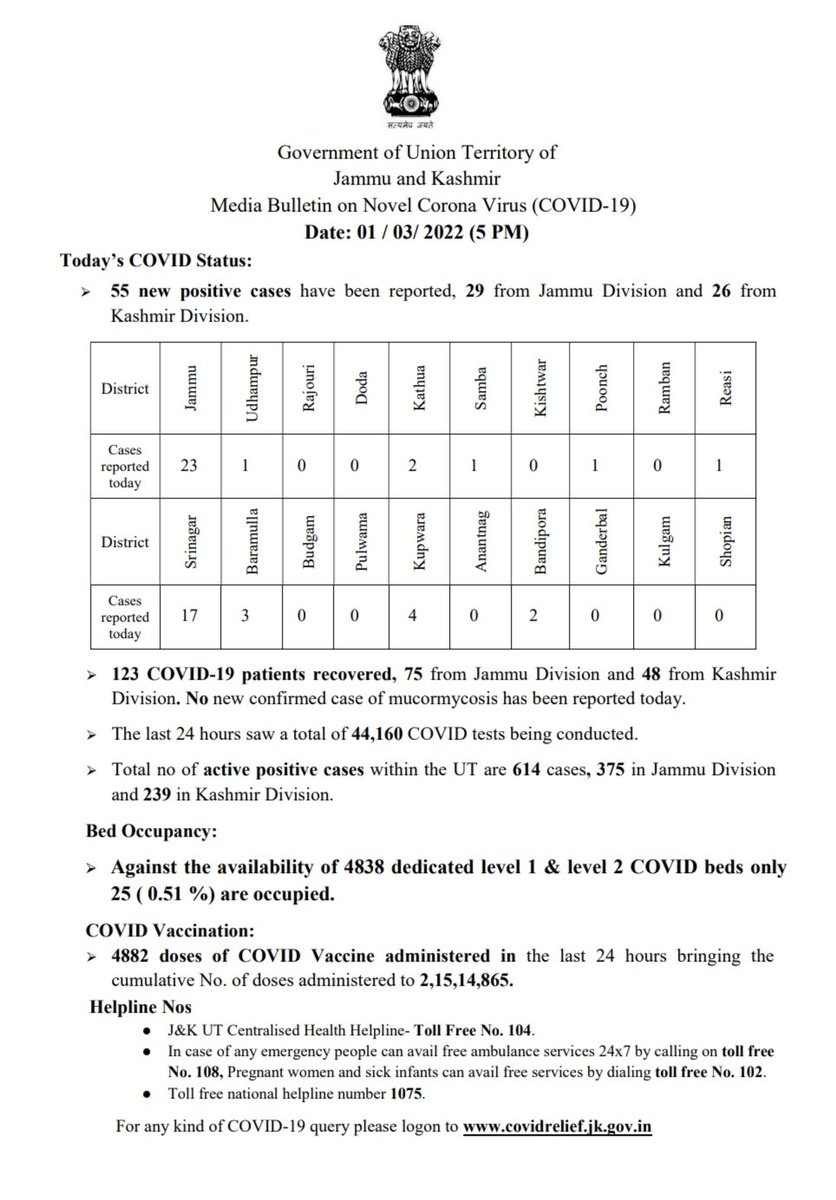 सत्यमेव जयते
Government of Union Territory of
Jammu and Kashmir
Media Bulletin on Novel Corona Virus (COVID-19)
Date: 01 / 03/ 2022 (5 PM)
Today’s COVID Status:
➢ 55 new positive cases have been reported, 29 from Jammu Division and 26 from
Kashmir Division.
District Jammu Udhampur Rajouri Doda Kathua Samba Kishtwar Poonch Ramban Reasi
Cases
reported
today
23 1 0 0 2 1 0 1 0 1
District Srinagar Baramulla Budgam Pulwama Kupwara Anantnag Bandipora Ganderbal Kulgam Shopian
Cases
reported
today
17 3 0 0 4 0 2 0 0 0
➢ 123 COVID-19 patients recovered, 75 from Jammu Division and 48 from Kashmir
Division. No new confirmed case of mucormycosis has been reported today.
➢ The last 24 hours saw a total of 44,160 COVID tests being conducted.
➢ Total no of active positive cases within the UT are 614 cases, 375 in Jammu Division
and 239 in Kashmir Division.
Bed Occupancy:
➢ Against the availability of 4838 dedicated level 1 & level 2 COVID beds only
25 ( 0.51 %) are occupied.
COVID Vaccination:
➢ 4882 doses of COVID Vaccine administered in the last 24 hours bringing the
cumulative No. of doses administered to 2,15,14,865.
Helpline Nos
● J&K UT Centralised Health Helpline- Toll Free No. 104.
● In case of any emergency people can avail free ambulance services 24x7 by calling on toll free
No. 108, Pregnant women and sick infants can avail free services by dialing toll free No. 102.
● Toll free national helpline number 1075.
For any kind of COVID-19 query please logon to www.covidrelief.jk.gov.in